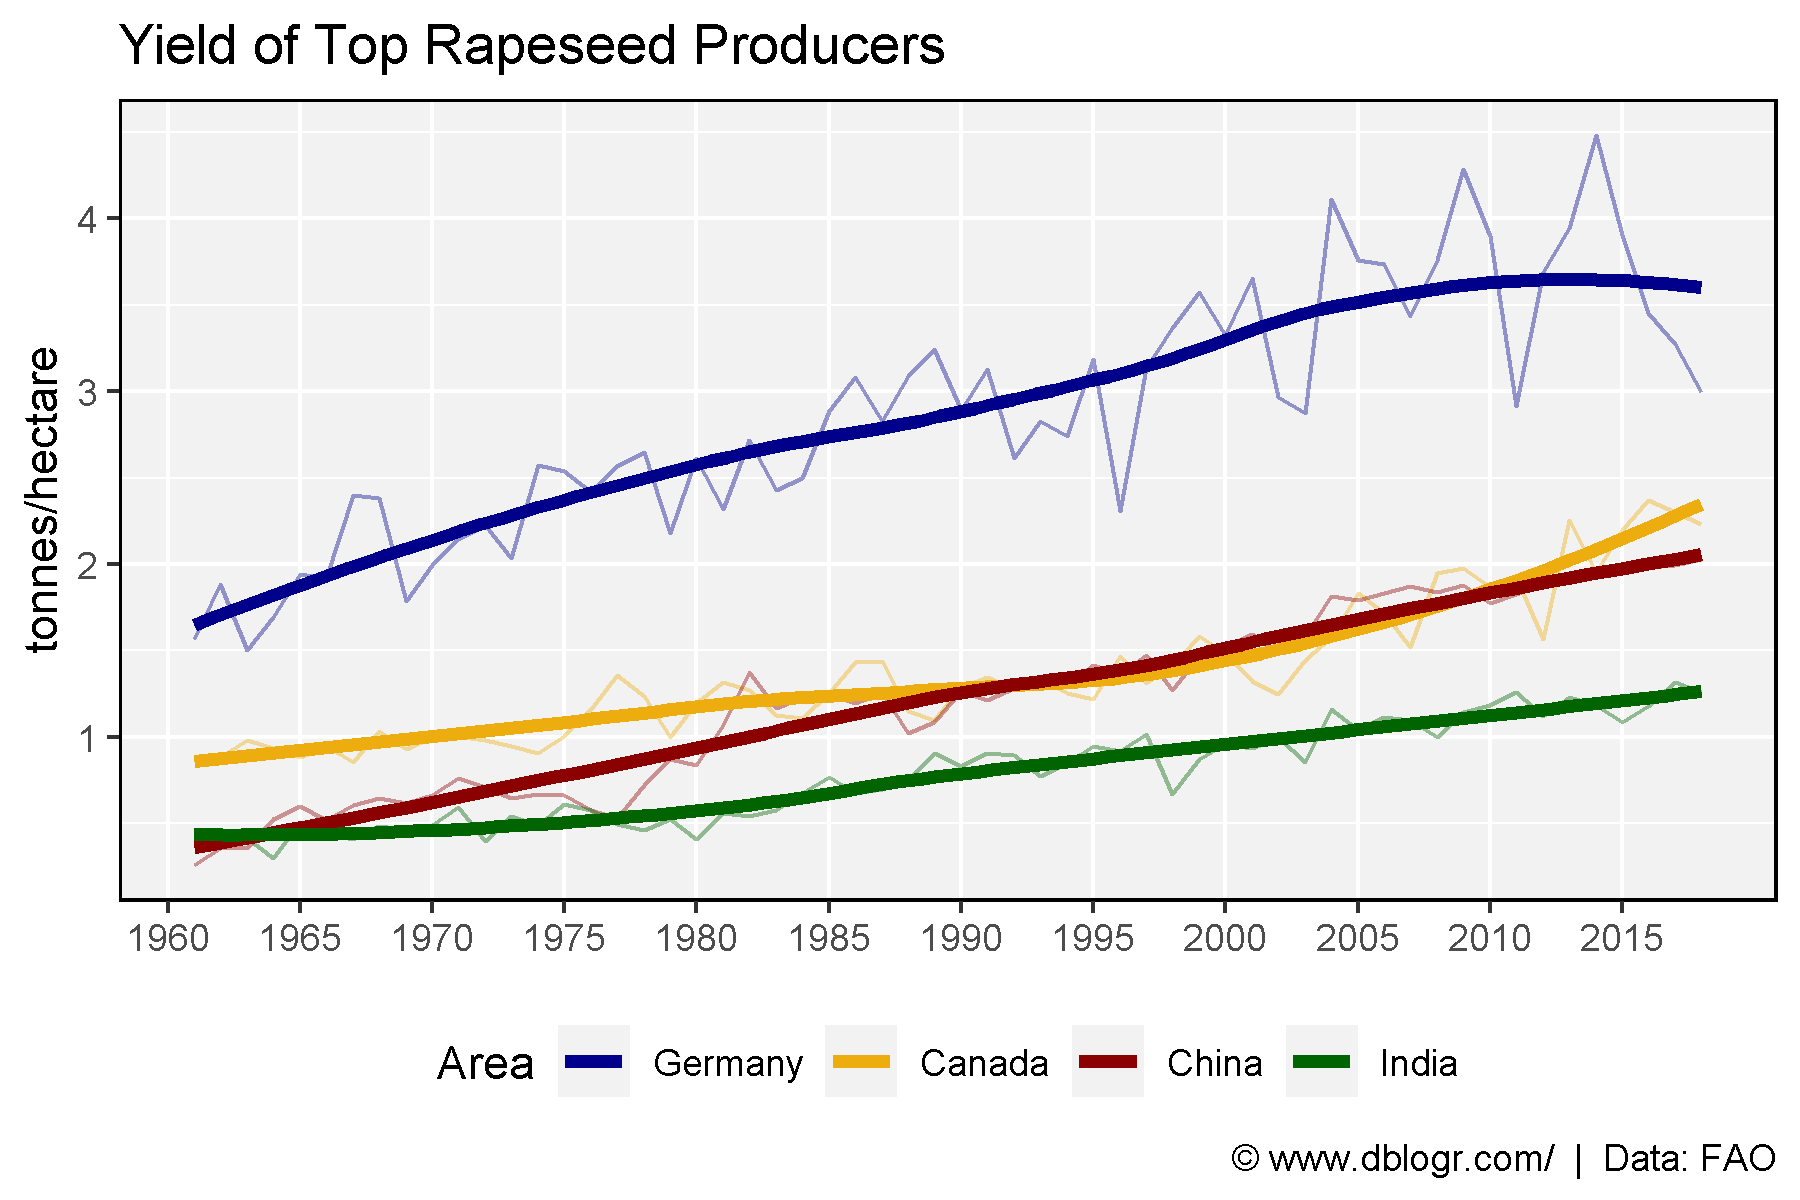 Yield of Top Rapeseed Producers
tonnes/hectare
4
3
2
1
1960 1965 1970 1975 1980 1985 1990 1995 2000 2005 2010 2015
Area Germany Canada China India
© www.dblogr.com/ | Data: FAO